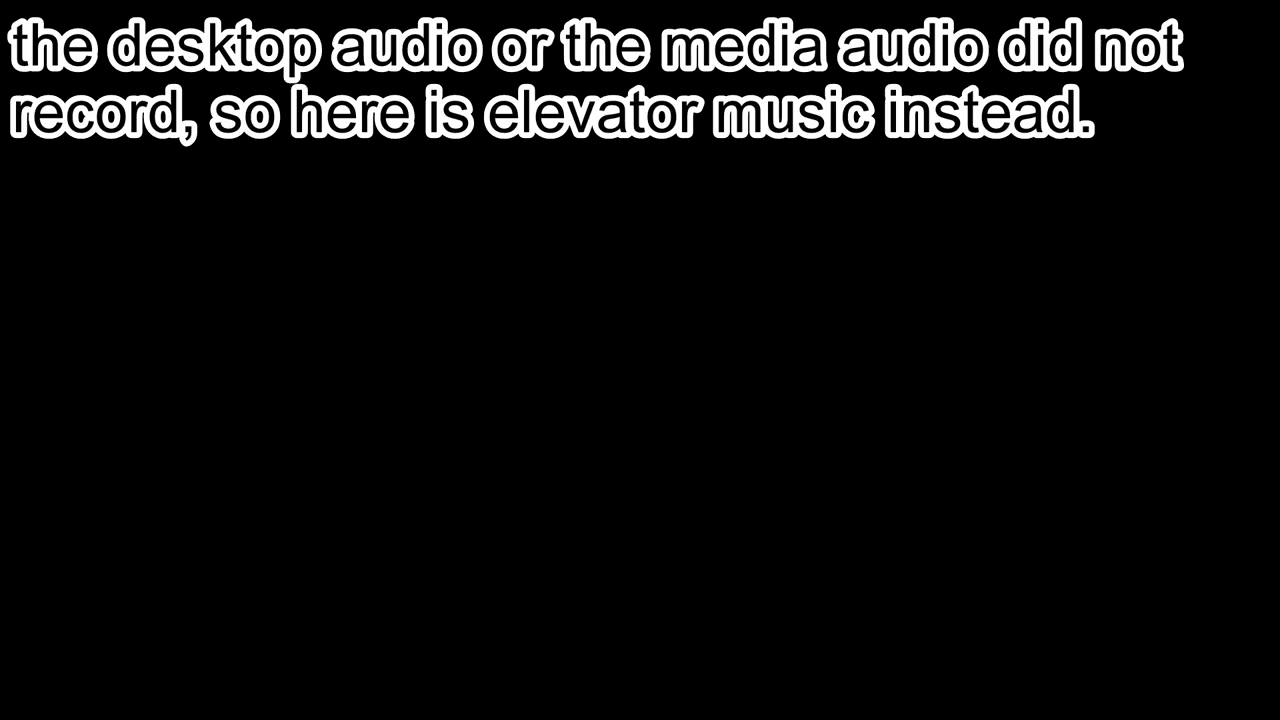 the desktop audio or the media audio did not
record, so here is elevator music instead.